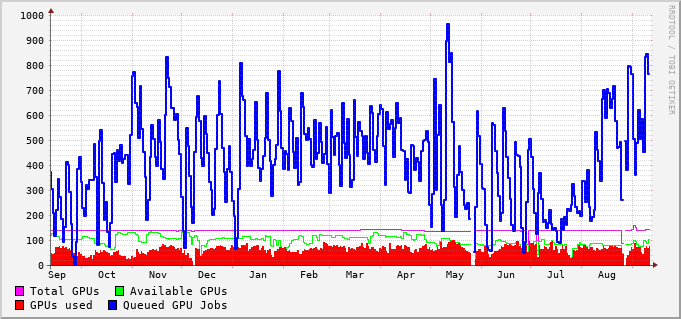 1000
900
800
700
600
500
400
300
200
100
0
Sep Oct Nov Dec Jan Feb Mar Apr May Jun Jul Aug
Total GPUs Available GPUs
GPUs used Queued GPU Jobs
RRDTOOL / TOBI OETIKER